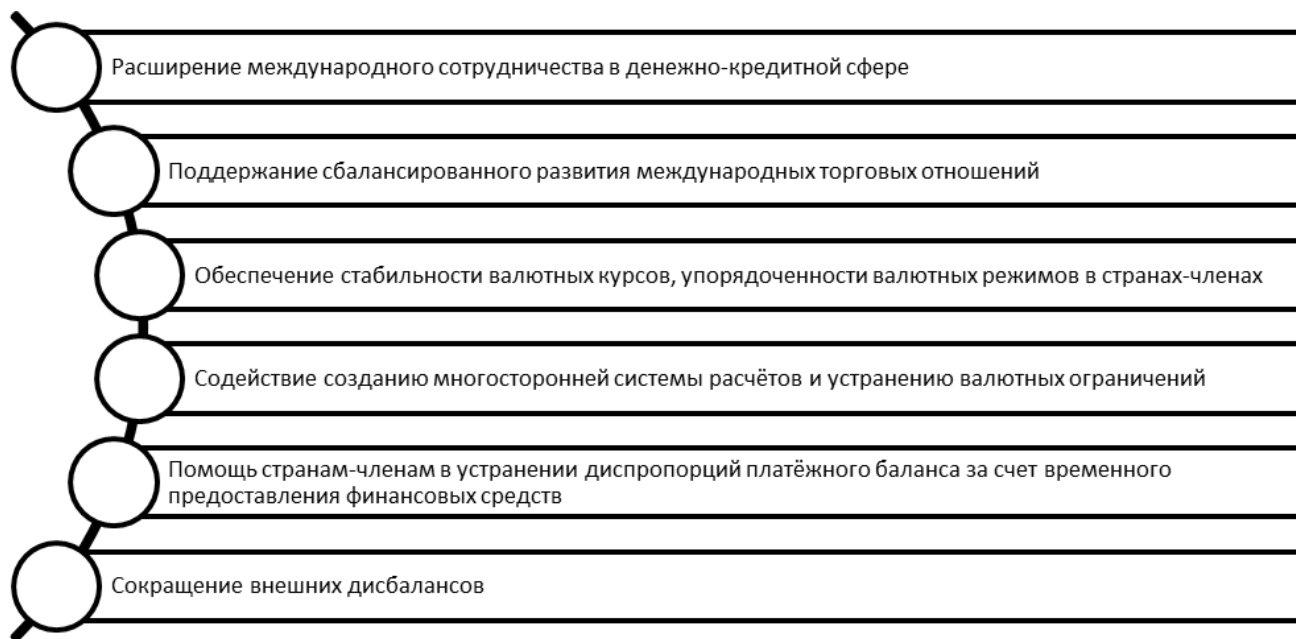 Расширение международного сотрудничества в денежно-кредитной сфере
Поддержание сбалансированного развития международных торговых отношений
Обеспечение стабильности валютных курсов, упорядоченности валютных режимов в странах-членах
Содействие созданию многосторонней системы расчётов и устранению валютных ограничений
Помощь странам-членам в устранении диспропорций платёжного баланса за счет временного
предоставления финансовых средств
Сокращение внешних дисбалансов